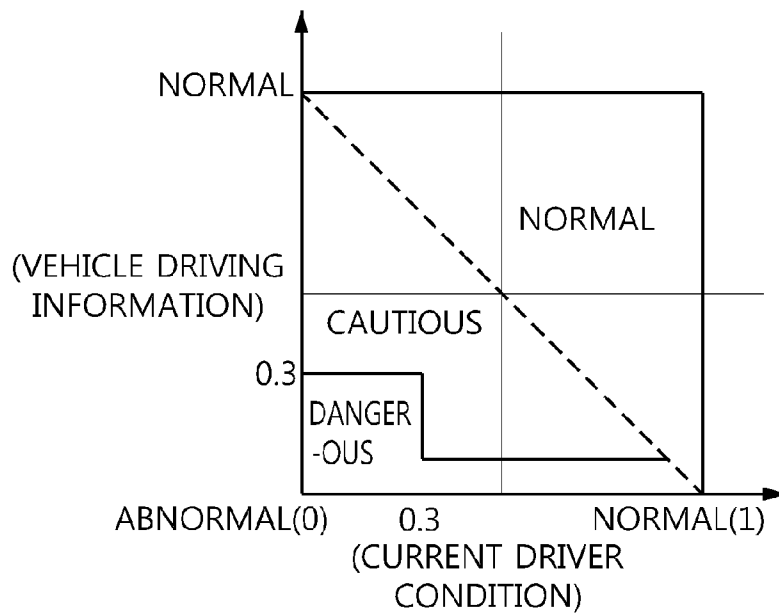 NORMAL
NORMAL
(VEHICLE DRIVING
INFORMATION)
CAUTIOUS
0.3
DANGER
-OUS
ABNORMAL(0) 0.3 NORMAL(1)
(CURRENT DRIVER
CONDITION)